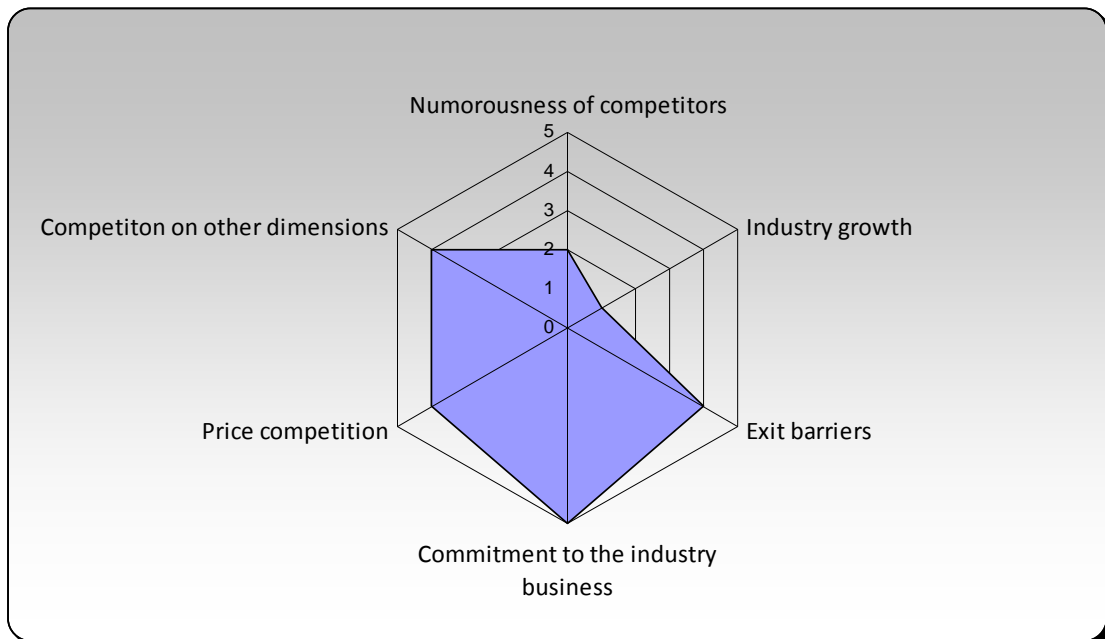 Numorousness of competitors
5
4
3
2
1
0
Competiton on other dimensions
Industry growth
Price competition
Exit barriers
Commitment to the industry
business